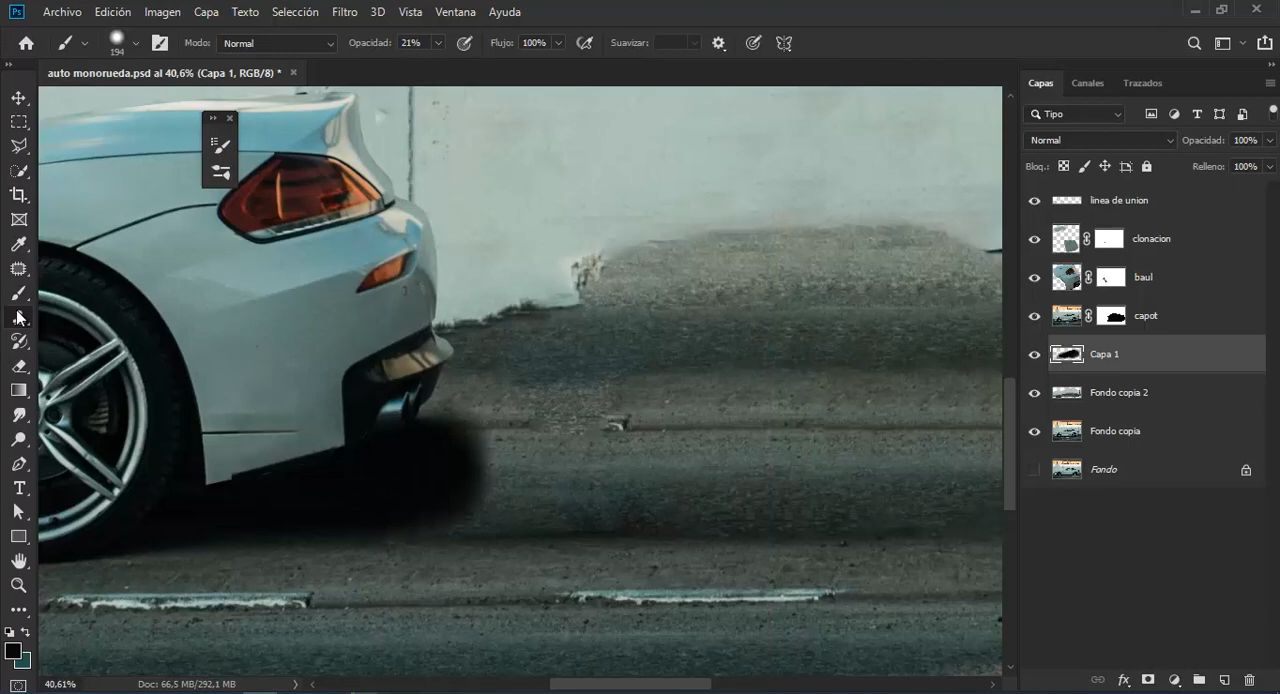 Ps Archivo Edición Imagen Capa Texto Selección Filtro 3D Vista Ventana Ayuda
194 Modo: Normal Opacidad: 21% Flujo: 100% Suavizar:
auto monorueda.psd al 40,6% (Capa 1, RGB/8) *
Capas Canales Trazados
Tipo
Normal Opacidad: 100%
Bloq.: Relleno: 100%
linea de union
clonacion
baul
capot
Capa 1
Fondo copia 2
Fondo copia
Fondo
40,61% Doc: 66,5 MB/292,1 MB